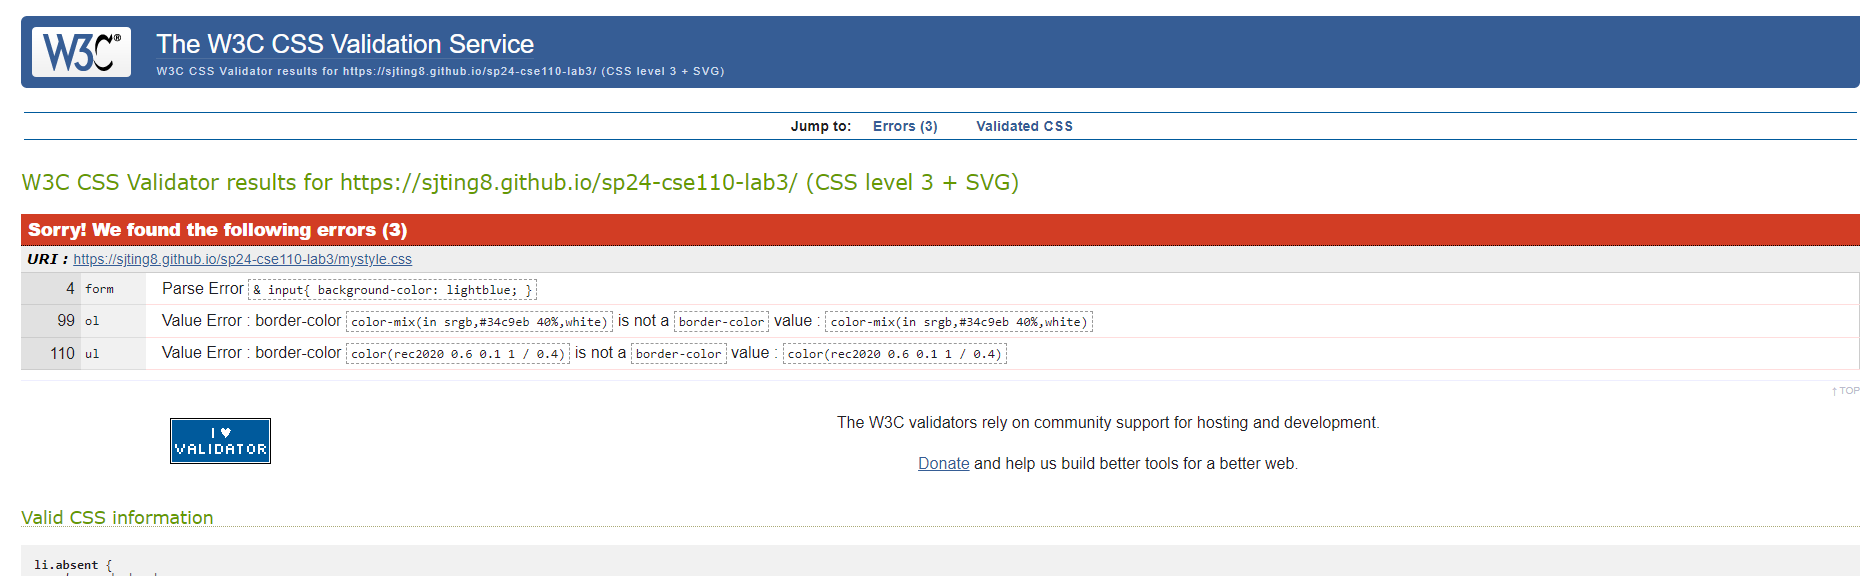 W3C®
The W3C CSS Validation Service
W3C CSS Validator results for https://sjting8.github.io/sp24-cse110-lab3/ (CSS level 3 + SVG)
Jump to: Errors (3) Validated CSS
W3C CSS Validator results for https://sjting8.github.io/sp24-cse110-lab3/ (CSS level 3 + SVG)
Sorry! We found the following errors (3)
URI : https://sjting8.github.io/sp24-cse110-lab3/mystyle.css
4 form Parse Error & input{ background-color: lightblue; }
99 ol Value Error : border-color color-mix(in srgb,#34c9eb 40%,white) is not a border-color value : color-mix(in srgb,#34c9eb 40%,white)
110 ul Value Error : border-color color(rec2020 0.6 0.1 1 / 0.4) is not a border-color value : color(rec2020 0.6 0.1 1 / 0.4)
↑ TOP
I ♥
VALIDATOR
The W3C validators rely on community support for hosting and development.
Donate and help us build better tools for a better web.
Valid CSS information
li.absent {